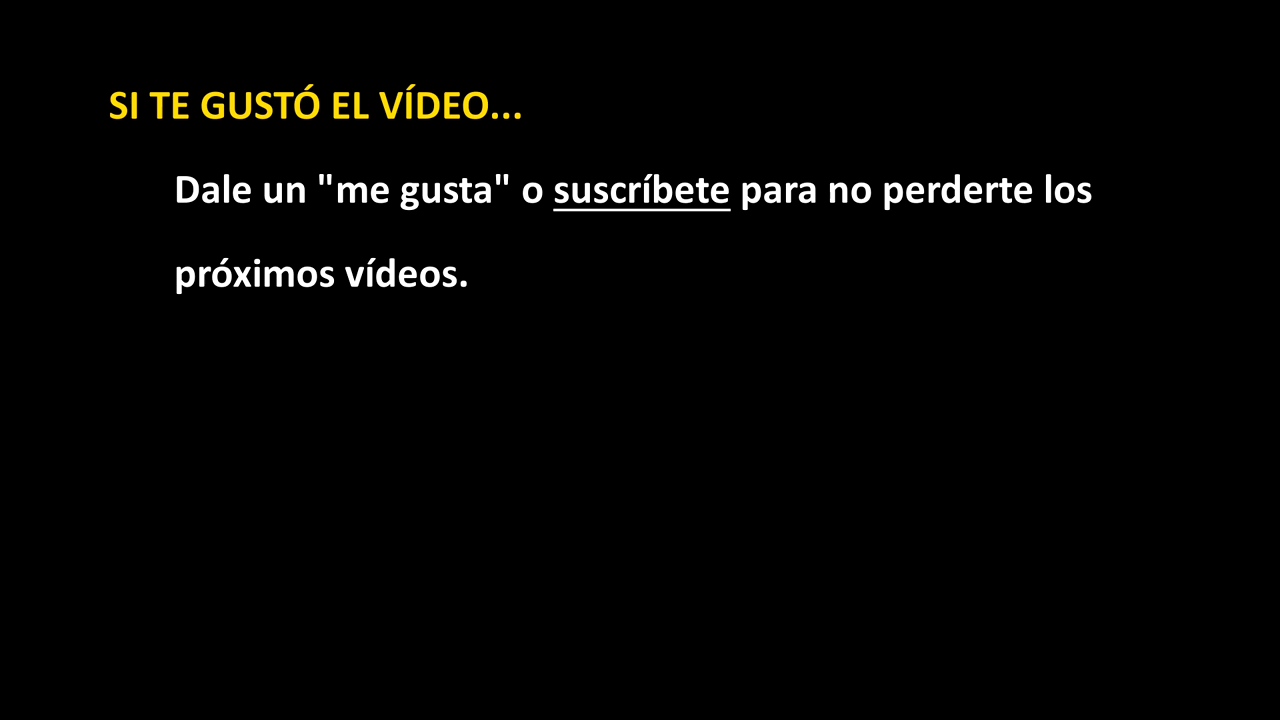 SI TE GUSTÓ EL VÍDEO...
Dale un "me gusta" o suscríbete para no perderte los
próximos vídeos.